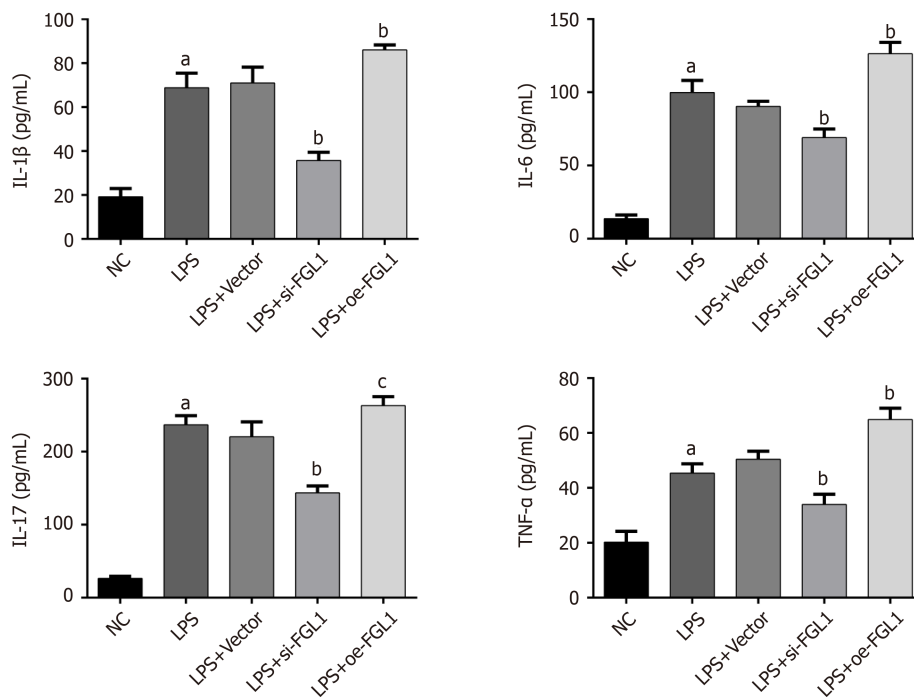 100
80
60
40
20
0
IL-1β (pg/mL)
a
b
b
NC
LPS
LPS+Vector
LPS+si-FGL1
LPS+oe-FGL1
150
100
50
0
IL-6 (pg/mL)
a
b
b
NC
LPS
LPS+Vector
LPS+si-FGL1
LPS+oe-FGL1
300
200
100
0
IL-17 (pg/mL)
a
b
c
NC
LPS
LPS+Vector
LPS+si-FGL1
LPS+oe-FGL1
80
60
40
20
0
TNF-α (pg/mL)
a
b
b
NC
LPS
LPS+Vector
LPS+si-FGL1
LPS+oe-FGL1